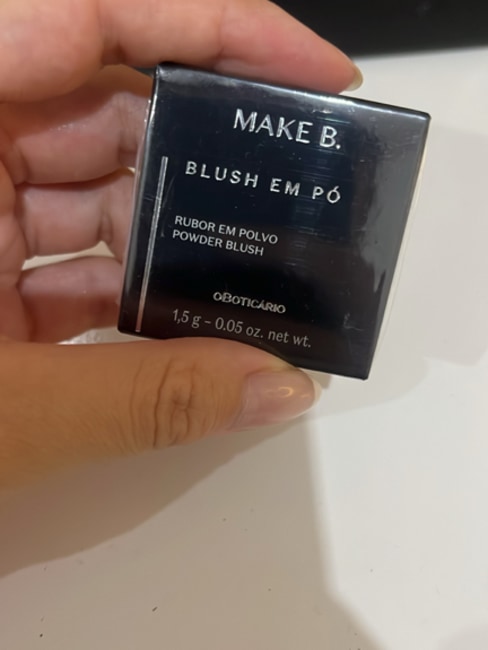 MAKE B.
BLUSH EM PÓ
RUBOR EM POLVO
POWDER BLUSH
oBOTICÁRIO
1,5 g – 0.05 oz. net wt.